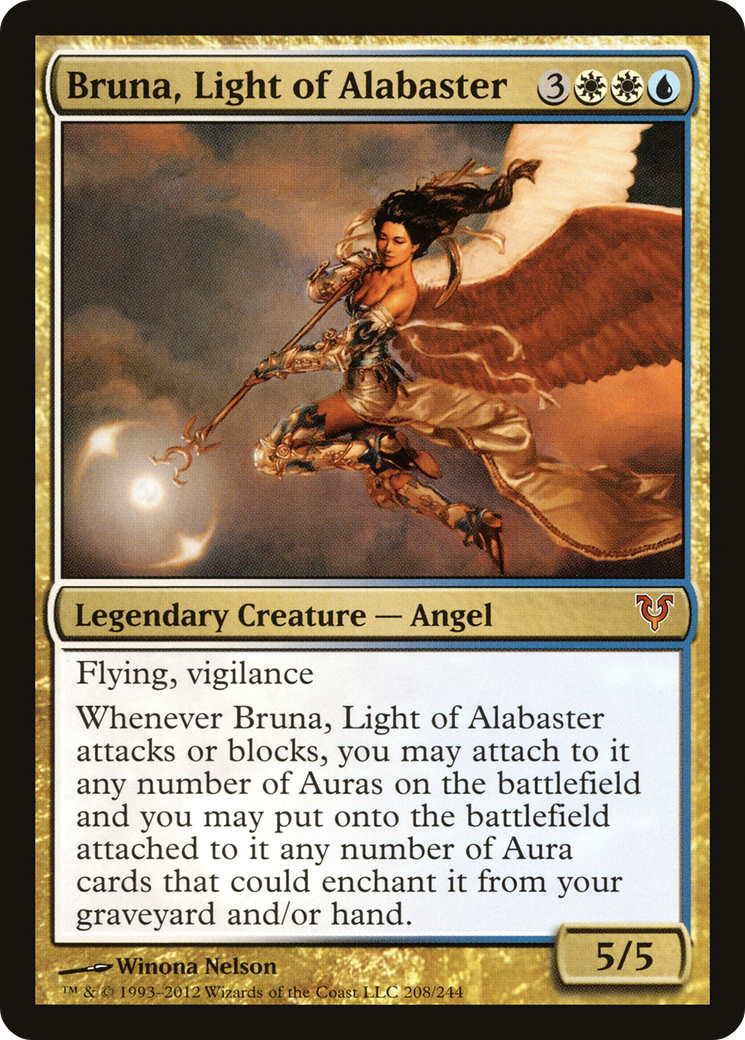 Bruna, Light of Alabaster 3
Legendary Creature — Angel
Flying, vigilance
Whenever Bruna, Light of Alabaster
attacks or blocks, you may attach to it
any number of Auras on the battlefield
and you may put onto the battlefield
attached to it any number of Aura
cards that could enchant it from your
graveyard and/or hand.
5/5
Winona Nelson
™ & © 1993–2012 Wizards of the Coast LLC 208/244